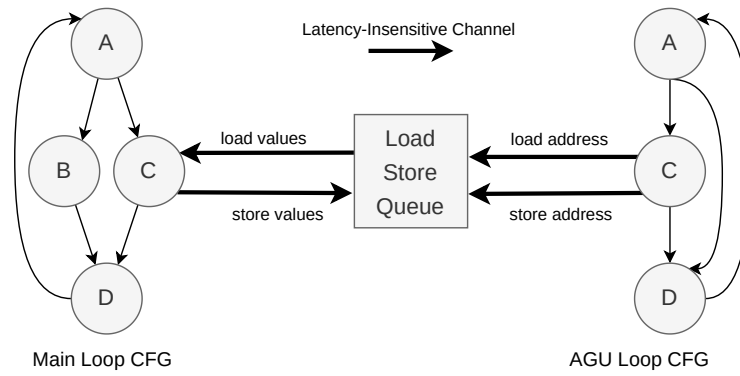 Latency-Insensitive Channel
A
A
B
C
load values
store values
Load
Store
Queue
load address
store address
C
D
D
Main Loop CFG
AGU Loop CFG